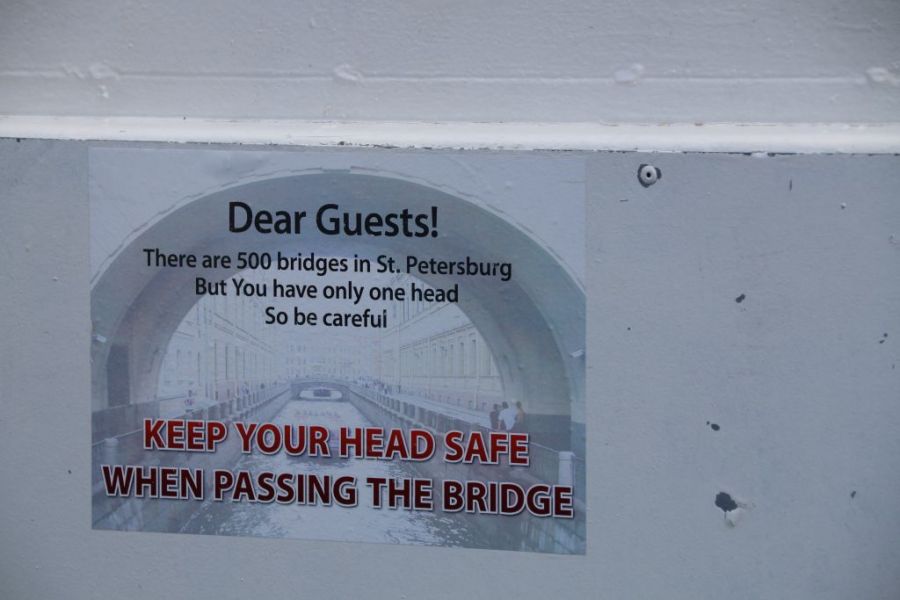 Dear Guests!
There are 500 bridges in St. Petersburg
But You have only one head
So be careful
KEEP YOUR HEAD SAFE
WHEN PASSING THE BRIDGE